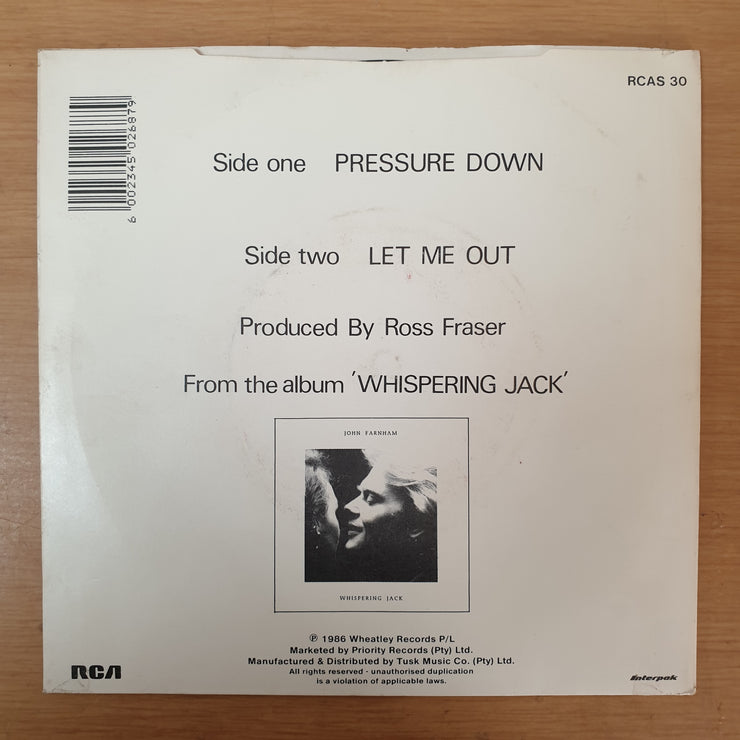 RCAS 30
6 002345 026879
Side one PRESSURE DOWN
Side two LET ME OUT
Produced By Ross Fraser
From the album 'WHISPERING JACK'
JOHN FARNHAM
WHISPERING JACK
℗ 1986 Wheatley Records P/L
Marketed by Priority Records (Pty) Ltd.
Manufactured & Distributed by Tusk Music Co. (Pty) Ltd.
All rights reserved - unauthorised duplication
is a violation of applicable laws.
RCA
Interpak